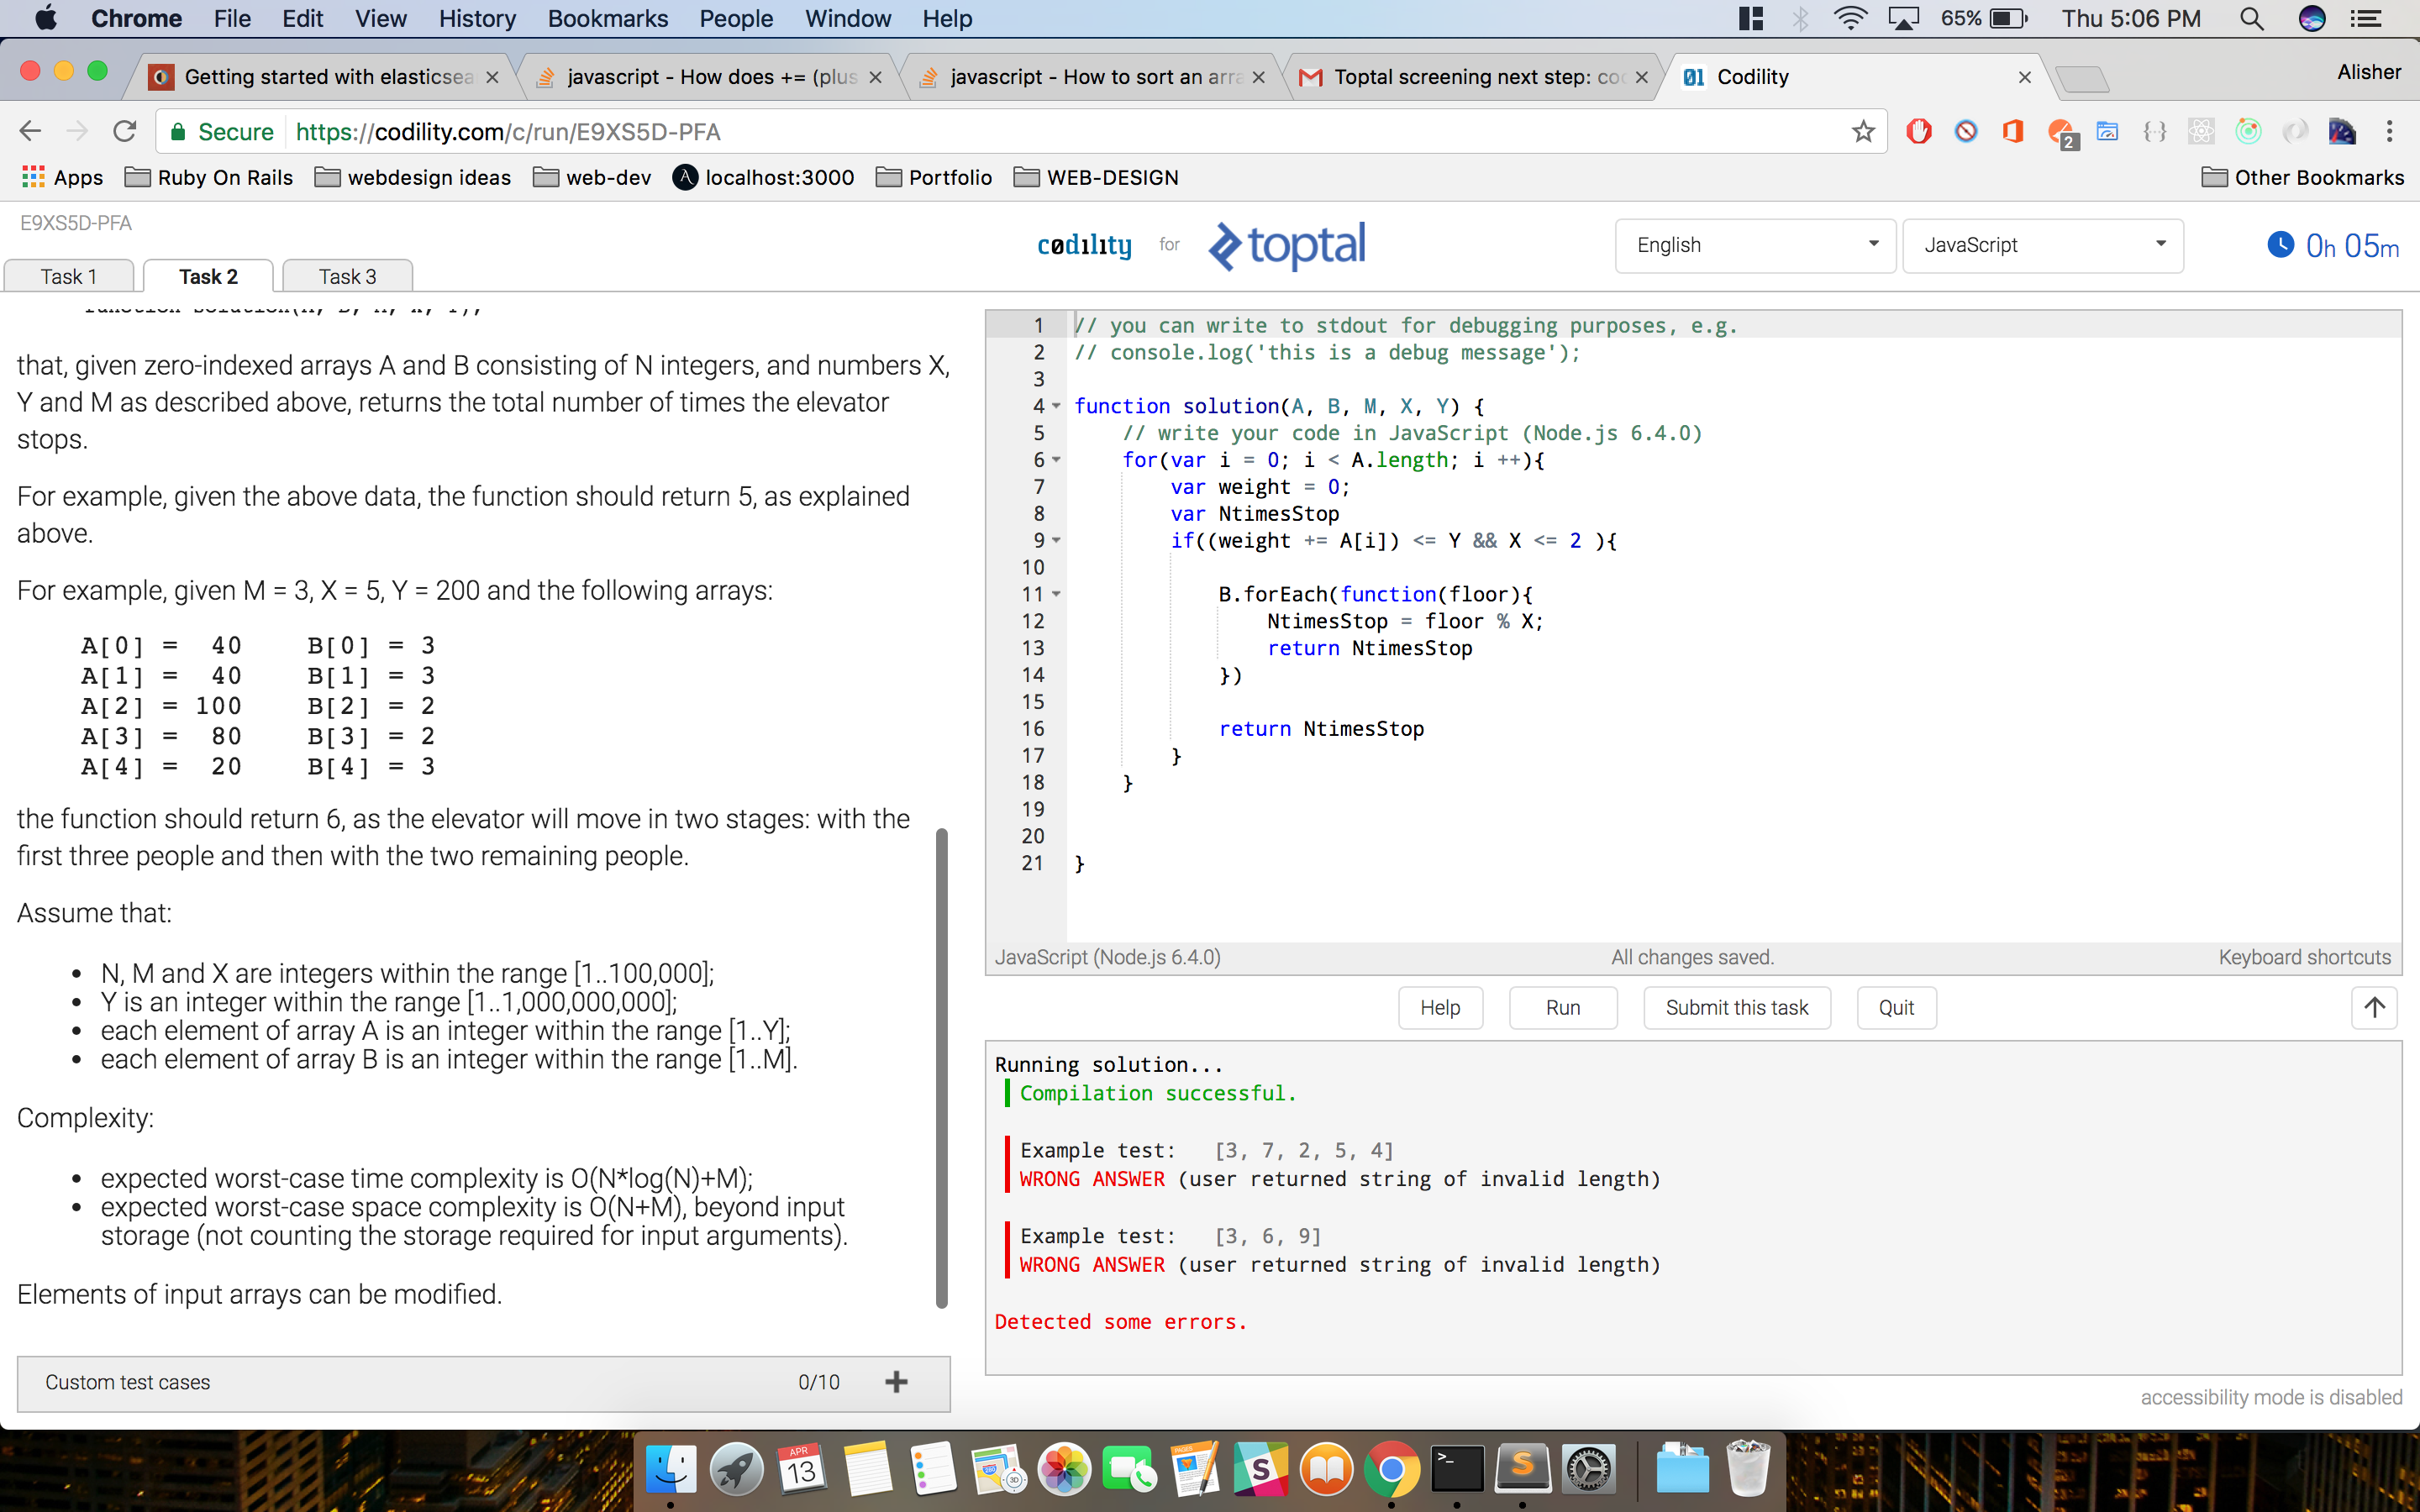 Chrome File Edit View History Bookmarks People Window Help 65% Thu 5:06 PM
Getting started with elasticsea
javascript - How does += (plus
javascript - How to sort an arra
Toptal screening next step: co
Codility
Alisher
Secure https://codility.com/c/run/E9XS5D-PFA
2
Apps Ruby On Rails webdesign ideas web-dev localhost:3000 Portfolio WEB-DESIGN Other Bookmarks
E9XS5D-PFA
codility for toptal
English
JavaScript
0h 05m
Task 1 Task 2 Task 3
that, given zero-indexed arrays A and B consisting of N integers, and numbers X,
Y and M as described above, returns the total number of times the elevator
stops.
For example, given the above data, the function should return 5, as explained
above.
For example, given M = 3, X = 5, Y = 200 and the following arrays:
A[0] = 40 B[0] = 3
A[1] = 40 B[1] = 3
A[2] = 100 B[2] = 2
A[3] = 80 B[3] = 2
A[4] = 20 B[4] = 3
the function should return 6, as the elevator will move in two stages: with the
first three people and then with the two remaining people.
Assume that:
• N, M and X are integers within the range [1..100,000];
• Y is an integer within the range [1..1,000,000,000];
• each element of array A is an integer within the range [1..Y];
• each element of array B is an integer within the range [1..M].
Complexity:
• expected worst-case time complexity is O(N*log(N)+M);
• expected worst-case space complexity is O(N+M), beyond input
storage (not counting the storage required for input arguments).
Elements of input arrays can be modified.
Custom test cases 0/10 +
1 // you can write to stdout for debugging purposes, e.g.
2 // console.log('this is a debug message');
3
4 function solution(A, B, M, X, Y) {
5 // write your code in JavaScript (Node.js 6.4.0)
6 for(var i = 0; i < A.length; i ++){
7 var weight = 0;
8 var NtimesStop
9 if((weight += A[i]) <= Y && X <= 2 ){
10
11 B.forEach(function(floor){
12 NtimesStop = floor % X;
13 return NtimesStop
14 })
15
16 return NtimesStop
17 }
18 }
19
20
21 }
JavaScript (Node.js 6.4.0) All changes saved. Keyboard shortcuts
Help Run Submit this task Quit
Running solution...
Compilation successful.
Example test: [3, 7, 2, 5, 4]
WRONG ANSWER (user returned string of invalid length)
Example test: [3, 6, 9]
WRONG ANSWER (user returned string of invalid length)
Detected some errors.
accessibility mode is disabled
APR
13
3D
PAGES